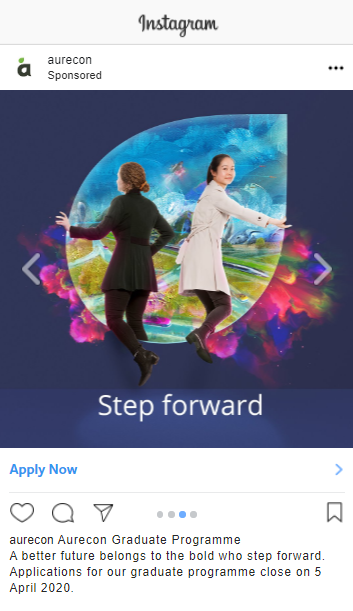 Instagram
aurecon
Sponsored
Step forward
Apply Now
aurecon Aurecon Graduate Programme
A better future belongs to the bold who step forward.
Applications for our graduate programme close on 5
April 2020.